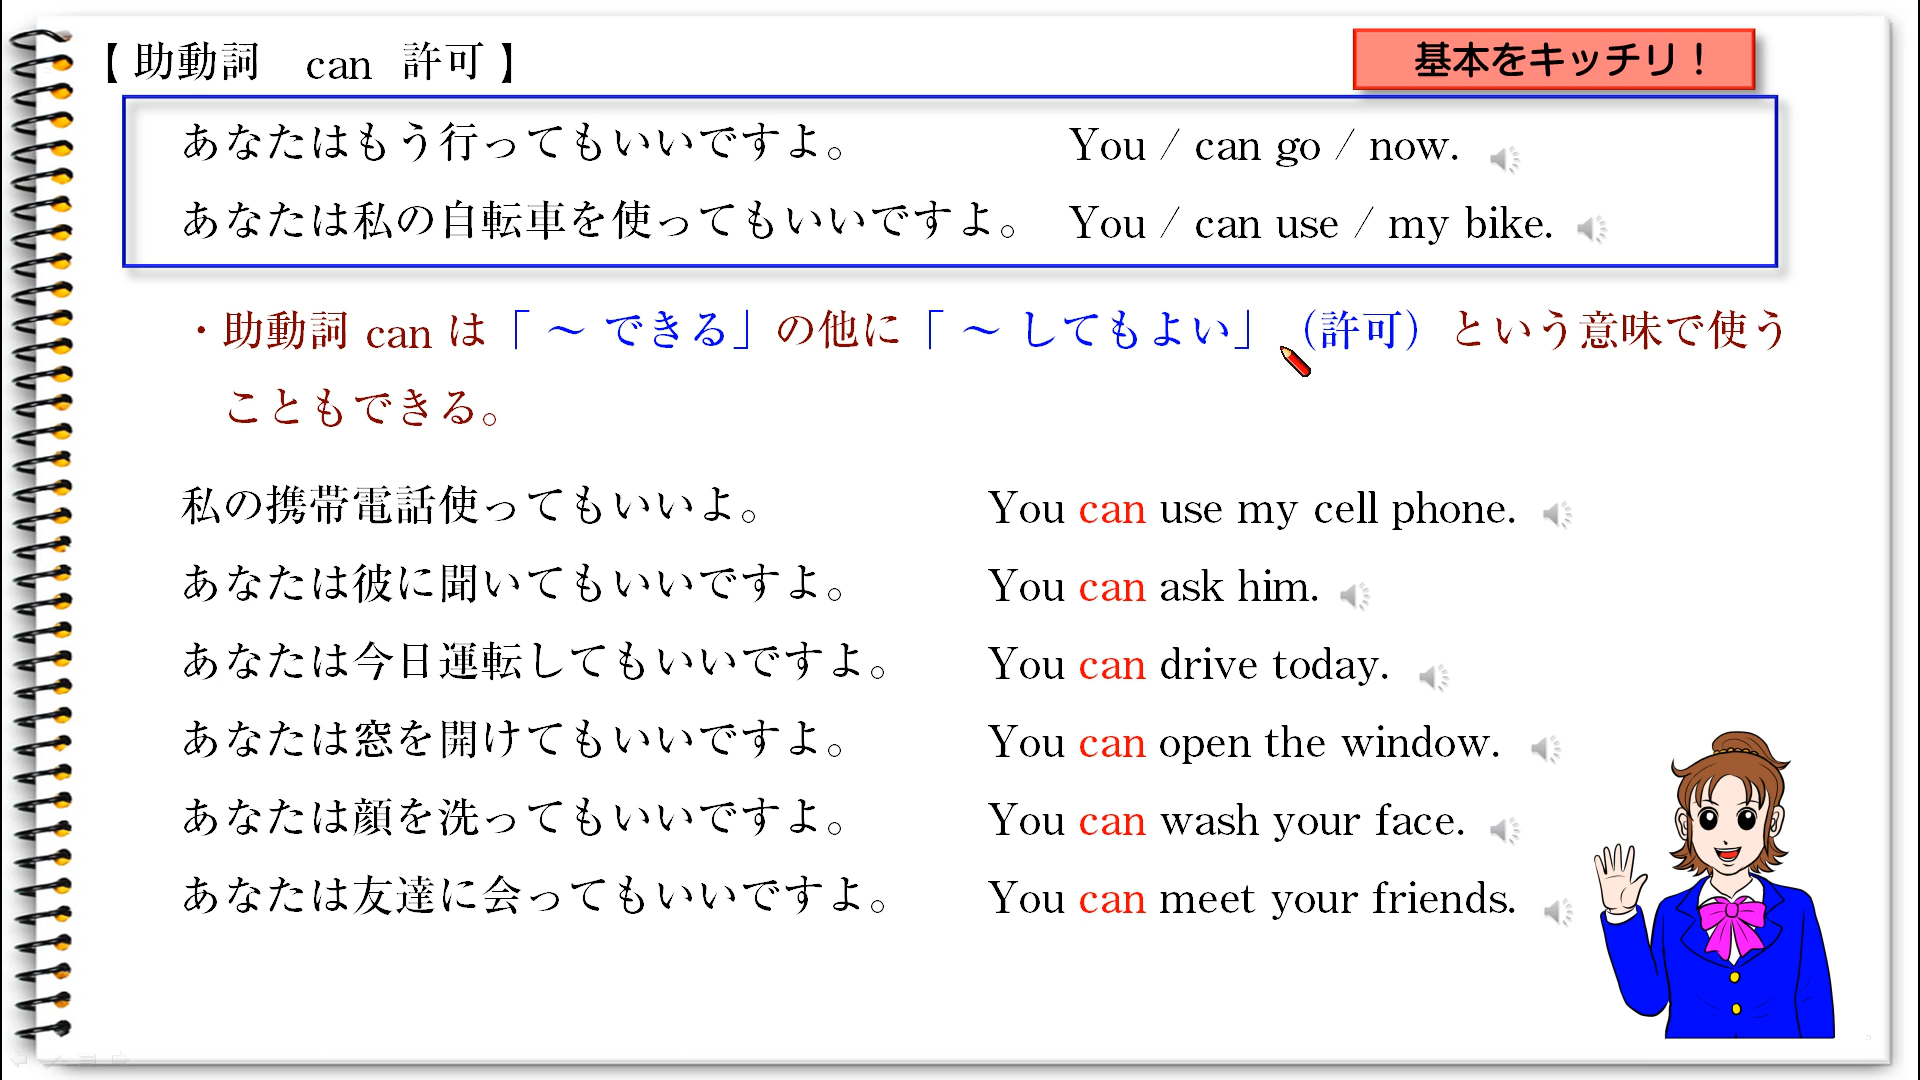 【 助動詞　can　許可 】
基本をキッチリ！
あなたはもう行ってもいいですよ。 You / can go / now.
あなたは私の自転車を使ってもいいですよ。 You / can use / my bike.
・助動詞 can は「 ～ できる」の他に「 ～ してもよい」（許可）という意味で使う
こともできる。
私の携帯電話使ってもいいよ。 You can use my cell phone.
あなたは彼に聞いてもいいですよ。 You can ask him.
あなたは今日運転してもいいですよ。 You can drive today.
あなたは窓を開けてもいいですよ。 You can open the window.
あなたは顔を洗ってもいいですよ。 You can wash your face.
あなたは友達に会ってもいいですよ。 You can meet your friends.